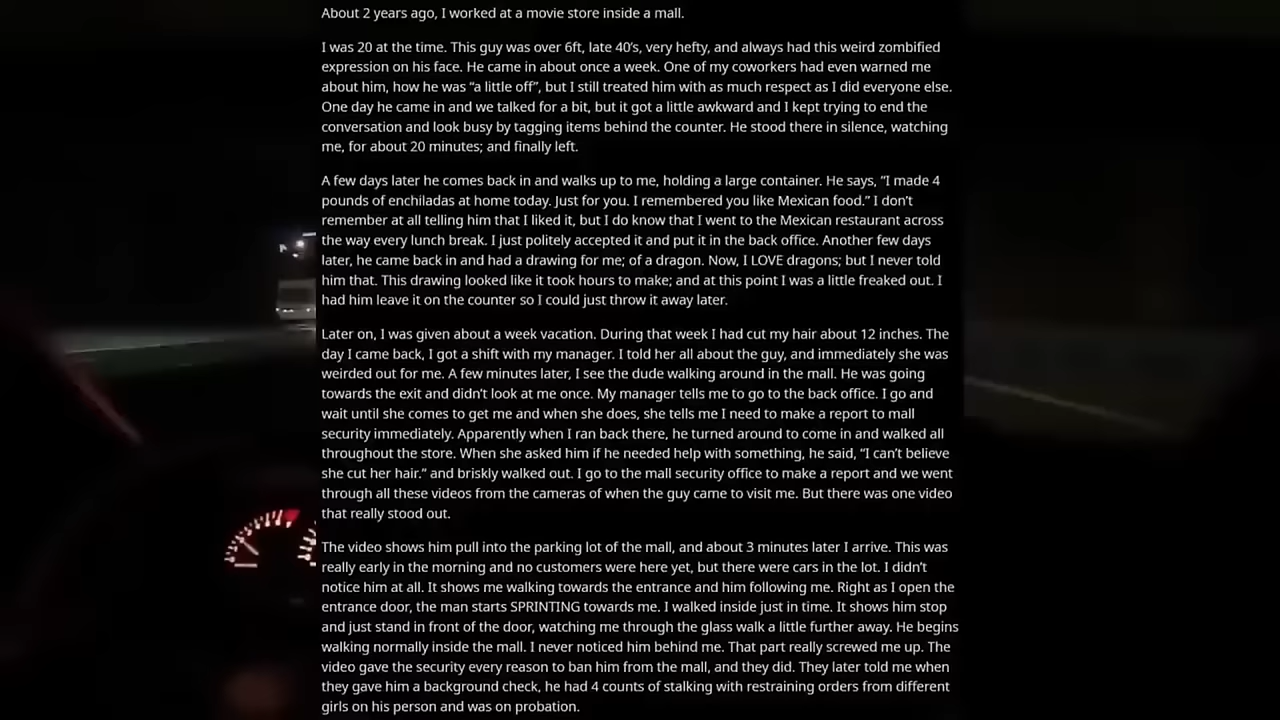 About 2 years ago, I worked at a movie store inside a mall.
I was 20 at the time. This guy was over 6ft, late 40's, very hefty, and always had this weird zombified
expression on his face. He came in about once a week. One of my coworkers had even warned me
about him, how he was “a little off”, but I still treated him with as much respect as I did everyone else.
One day he came in and we talked for a bit, but it got a little awkward and I kept trying to end the
conversation and look busy by tagging items behind the counter. He stood there in silence, watching
me, for about 20 minutes; and finally left.
A few days later he comes back in and walks up to me, holding a large container. He says, “I made 4
pounds of enchiladas at home today. Just for you. I remembered you like Mexican food.” I don’t
remember at all telling him that I liked it, but I do know that I went to the Mexican restaurant across
the way every lunch break. I just politely accepted it and put it in the back office. Another few days
later, he came back in and had a drawing for me; of a dragon. Now, I LOVE dragons; but I never told
him that. This drawing looked like it took hours to make; and at this point I was a little freaked out. I
had him leave it on the counter so I could just throw it away later.
Later on, I was given about a week vacation. During that week I had cut my hair about 12 inches. The
day I came back, I got a shift with my manager. I told her all about the guy, and immediately she was
weirded out for me. A few minutes later, I see the dude walking around in the mall. He was going
towards the exit and didn’t look at me once. My manager tells me to go to the back office. I go and
wait until she comes to get me and when she does, she tells me I need to make a report to mall
security immediately. Apparently when I ran back there, he turned around to come in and walked all
throughout the store. When she asked him if he needed help with something, he said, “I can’t believe
she cut her hair.” and briskly walked out. I go to the mall security office to make a report and we went
through all these videos from the cameras of when the guy came to visit me. But there was one video
that really stood out.
The video shows him pull into the parking lot of the mall, and about 3 minutes later I arrive. This was
really early in the morning and no customers were here yet, but there were cars in the lot. I didn’t
notice him at all. It shows me walking towards the entrance and him following me. Right as I open the
entrance door, the man starts SPRINTING towards me. I walked inside just in time. It shows him stop
and just stand in front of the door, watching me through the glass walk a little further away. He begins
walking normally inside the mall. I never noticed him behind me. That part really screwed me up. The
video gave the security every reason to ban him from the mall, and they did. They later told me when
they gave him a background check, he had 4 counts of stalking with restraining orders from different
girls on his person and was on probation.